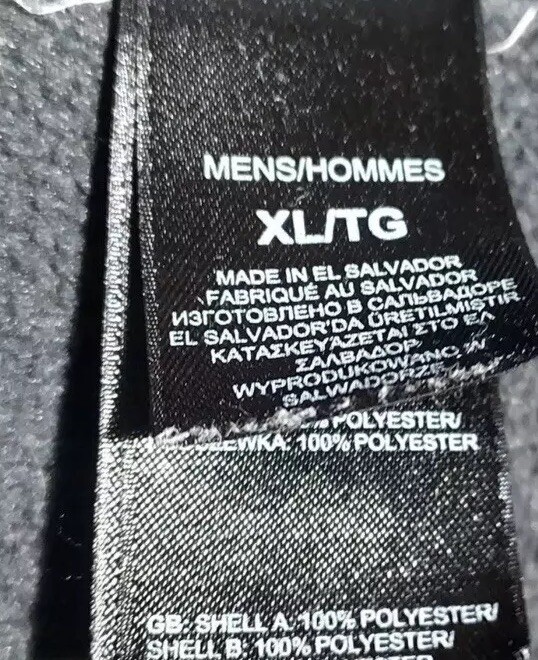 MENS/HOMMES
XL/TG
MADE IN EL SALVADOR
FABRIQUÉ AU SALVADOR
ИЗГОТОВЛЕНО В САЛЬВАДОРЕ
EL SALVADOR'DA ÜRETILMISTIR.
ΚΑΤΑΣΚΕΥΑΖΕΤΑΙ ΣΤΟ ΕΛ
ΣΑΛΒΑΔΟΡ
WYPRODUKOWANO W
SALWADORZE
POLYESTER/
100% POLYESTER
GB: SHELL A: 100% POLYESTER/
SHELL B: 100% POLYESTER/